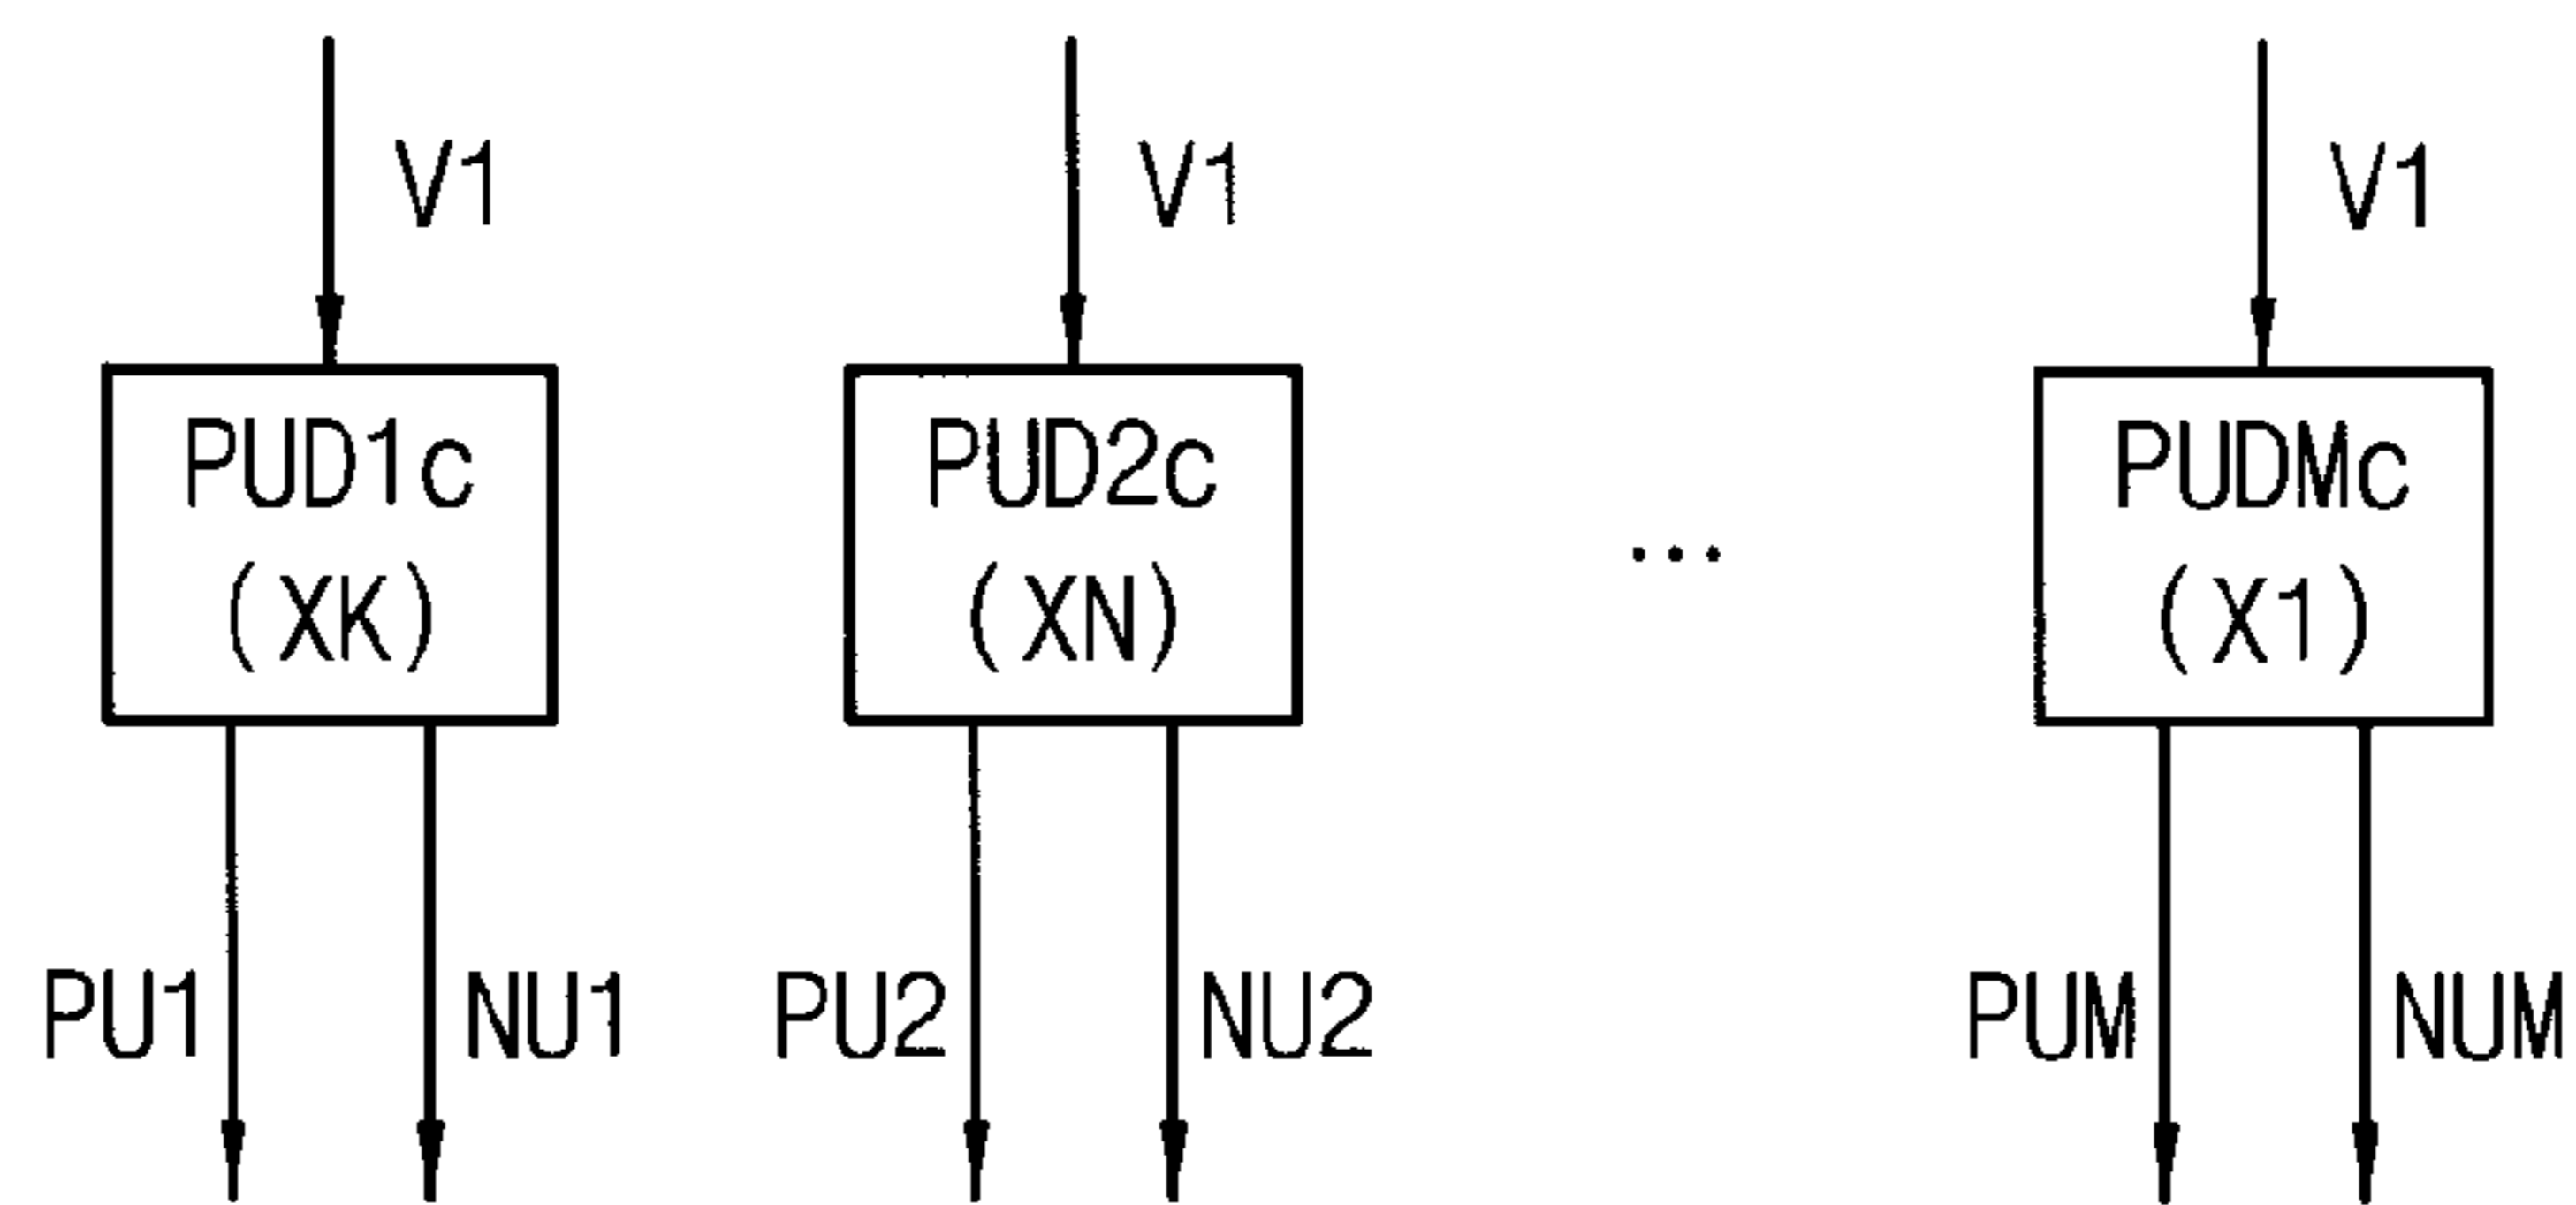 V1 V1 V1
PUD1c PUD2c PUDMc
(XK) (XN) ... (X1)
PU1 NU1 PU2 NU2 PUM NUM